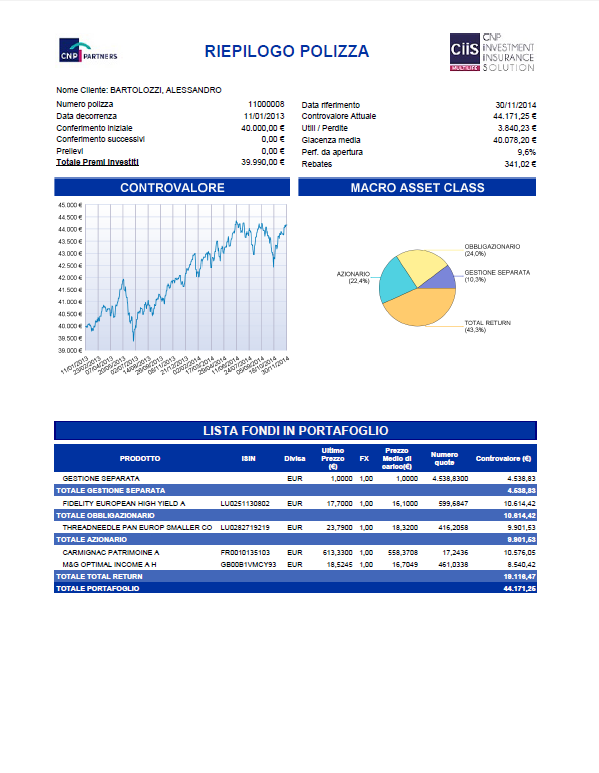 CNP PARTNERS
RIEPILOGO POLIZZA
CiiS
MULTIRREE
CNP
INVESTMENT
INSURANCE
SOLUTION
Nome Cliente: BARTOLOZZI, ALESSANDRO
Numero polizza 11000008
Data decorrenza 11/01/2013
Conferimento iniziale 40.000,00 €
Conferimenti successivi 0,00 €
Prelievi 0,00 €
Totale Premi Investiti 39.990,00 €
Data riferimento 30/11/2014
Controvalore Attuale 44.171,25 €
Utili / Perdite 3.840,23 €
Giacenza media 40.078,20 €
Perf. da apertura 9,6%
Rebates 341,02 €
CONTROVALORE
MACRO ASSET CLASS
45.000 €
44.500 €
44.000 €
43.500 €
43.000 €
42.500 €
42.000 €
41.500 €
41.000 €
40.500 €
40.000 €
39.500 €
39.000 €
11/01/2013
23/02/2013
07/04/2013
20/05/2013
02/07/2013
14/08/2013
26/09/2013
08/11/2013
21/12/2013
02/02/2014
17/03/2014
29/04/2014
11/06/2014
24/07/2014
05/09/2014
18/10/2014
30/11/2014
OBBLIGAZIONARIO
(24,0%)
GESTIONE SEPARATA
(10,3%)
AZIONARIO
(22,4%)
TOTAL RETURN
(43,3%)
LISTA FONDI IN PORTAFOGLIO
PRODOTTO ISIN Divisa Ultimo Prezzo (€) FX Prezzo Medio di carico(€) Numero quote Controvalore (€)
GESTIONE SEPARATA EUR 1,0000 1,00 1,0000 4.538,8300 4.538,83
TOTALE GESTIONE SEPARATA 4.538,83
FIDELITY EUROPEAN HIGH YIELD A LU0251130802 EUR 17,7000 1,00 16,1000 599,6847 10.614,42
TOTALE OBBLIGAZIONARIO 10.614,42
THREADNEEDLE PAN EUROP SMALLER CO LU0282719219 EUR 23,7900 1,00 18,3200 416,2058 9.901,53
TOTALE AZIONARIO 9.901,53
CARMIGNAC PATRIMOINE A FR0010135103 EUR 613,3300 1,00 558,3708 17,2436 10.576,05
M&G OPTIMAL INCOME A H GB00B1VMCY93 EUR 18,5245 1,00 16,7049 461,0338 8.540,42
TOTALE TOTAL RETURN 19.116,47
TOTALE PORTAFOGLIO 44.171,25